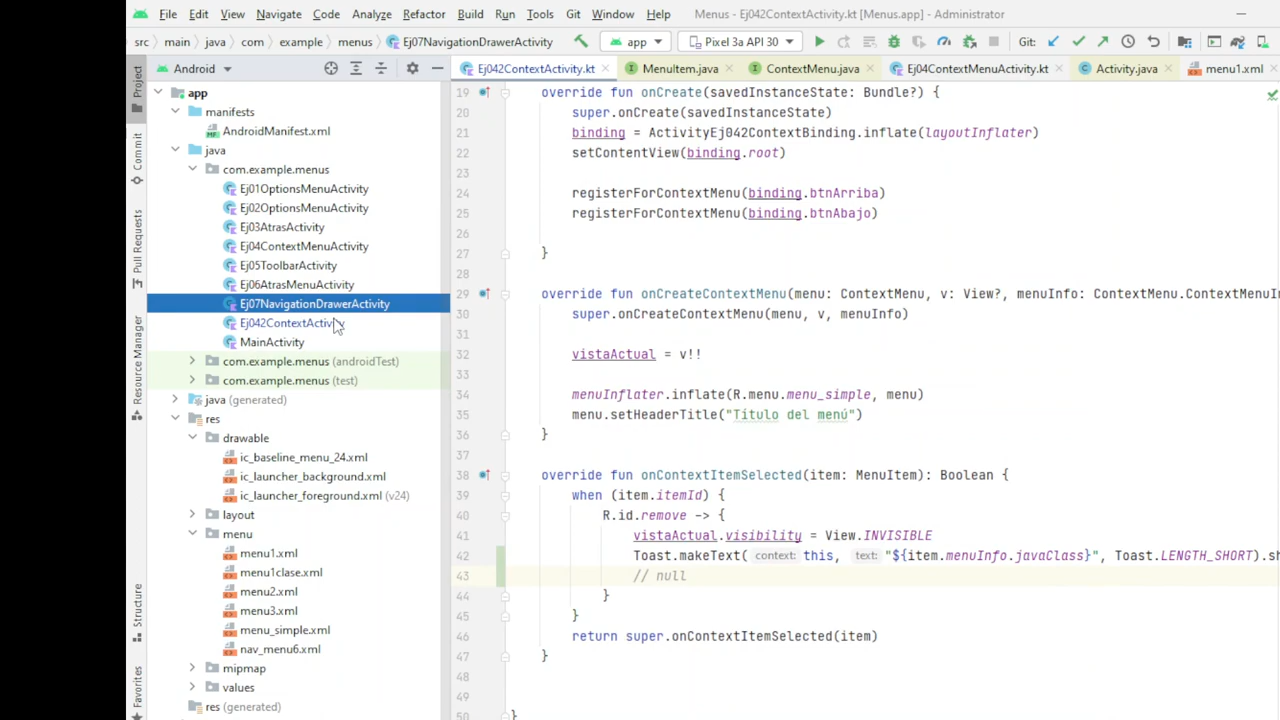 File Edit View Navigate Code Analyze Refactor Build Run Tools Git Window Help Menus - Ej042ContextActivity.kt [Menus.app] - Administrator
src main java com example menus Ej07NavigationDrawerActivity app Pixel 3a API 30 Git:
Android Ej042ContextActivity.kt MenuItem.java ContextMenu.java Ej04ContextMenuActivity.kt Activity.java menu1.xml
Project
Commit
Pull Requests
Resource Manager
Structure
Favorites
app
manifests
AndroidManifest.xml
java
com.example.menus
Ej01OptionsMenuActivity
Ej02OptionsMenuActivity
Ej03AtrasActivity
Ej04ContextMenuActivity
Ej05ToolbarActivity
Ej06AtrasMenuActivity
Ej07NavigationDrawerActivity
Ej042ContextActivity
MainActivity
com.example.menus (androidTest)
com.example.menus (test)
java (generated)
res
drawable
ic_baseline_menu_24.xml
ic_launcher_background.xml
ic_launcher_foreground.xml (v24)
layout
menu
menu1.xml
menu1clase.xml
menu2.xml
menu3.xml
menu_simple.xml
nav_menu6.xml
mipmap
values
res (generated)
19 override fun onCreate(savedInstanceState: Bundle?) {
20 super.onCreate(savedInstanceState)
21 binding = ActivityEj042ContextBinding.inflate(layoutInflater)
22 setContentView(binding.root)
23
24 registerForContextMenu(binding.btnArriba)
25 registerForContextMenu(binding.btnAbajo)
26
27 }
28
29 override fun onCreateContextMenu(menu: ContextMenu, v: View?, menuInfo: ContextMenu.ContextMenuI
30 super.onCreateContextMenu(menu, v, menuInfo)
31
32 vistaActual = v!!
33
34 menuInflater.inflate(R.menu.menu_simple, menu)
35 menu.setHeaderTitle("Título del menú")
36 }
37
38 override fun onContextItemSelected(item: MenuItem): Boolean {
39 when (item.itemId) {
40 R.id.remove -> {
41 vistaActual.visibility = View.INVISIBLE
42 Toast.makeText( context: this, text: "${item.menuInfo.javaClass}", Toast.LENGTH_SHORT).sh
43 // null
44 }
45 }
46 return super.onContextItemSelected(item)
47 }
48
49
50 }